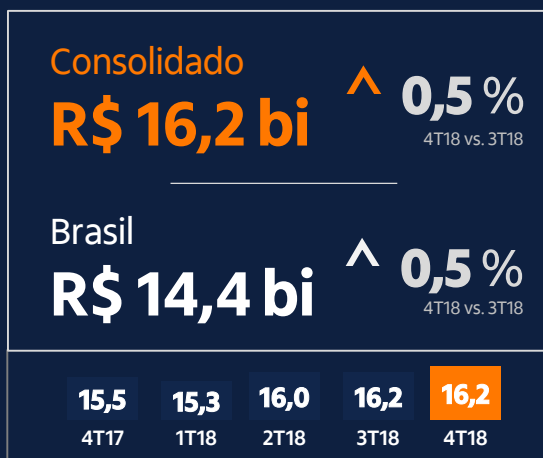 Consolidado
R$ 16,2 bi
0,5 %
4T18 vs. 3T18
Brasil
R$ 14,4 bi
0,5 %
4T18 vs. 3T18
15,5 15,3 16,0 16,2 16,2
4T17 1T18 2T18 3T18 4T18